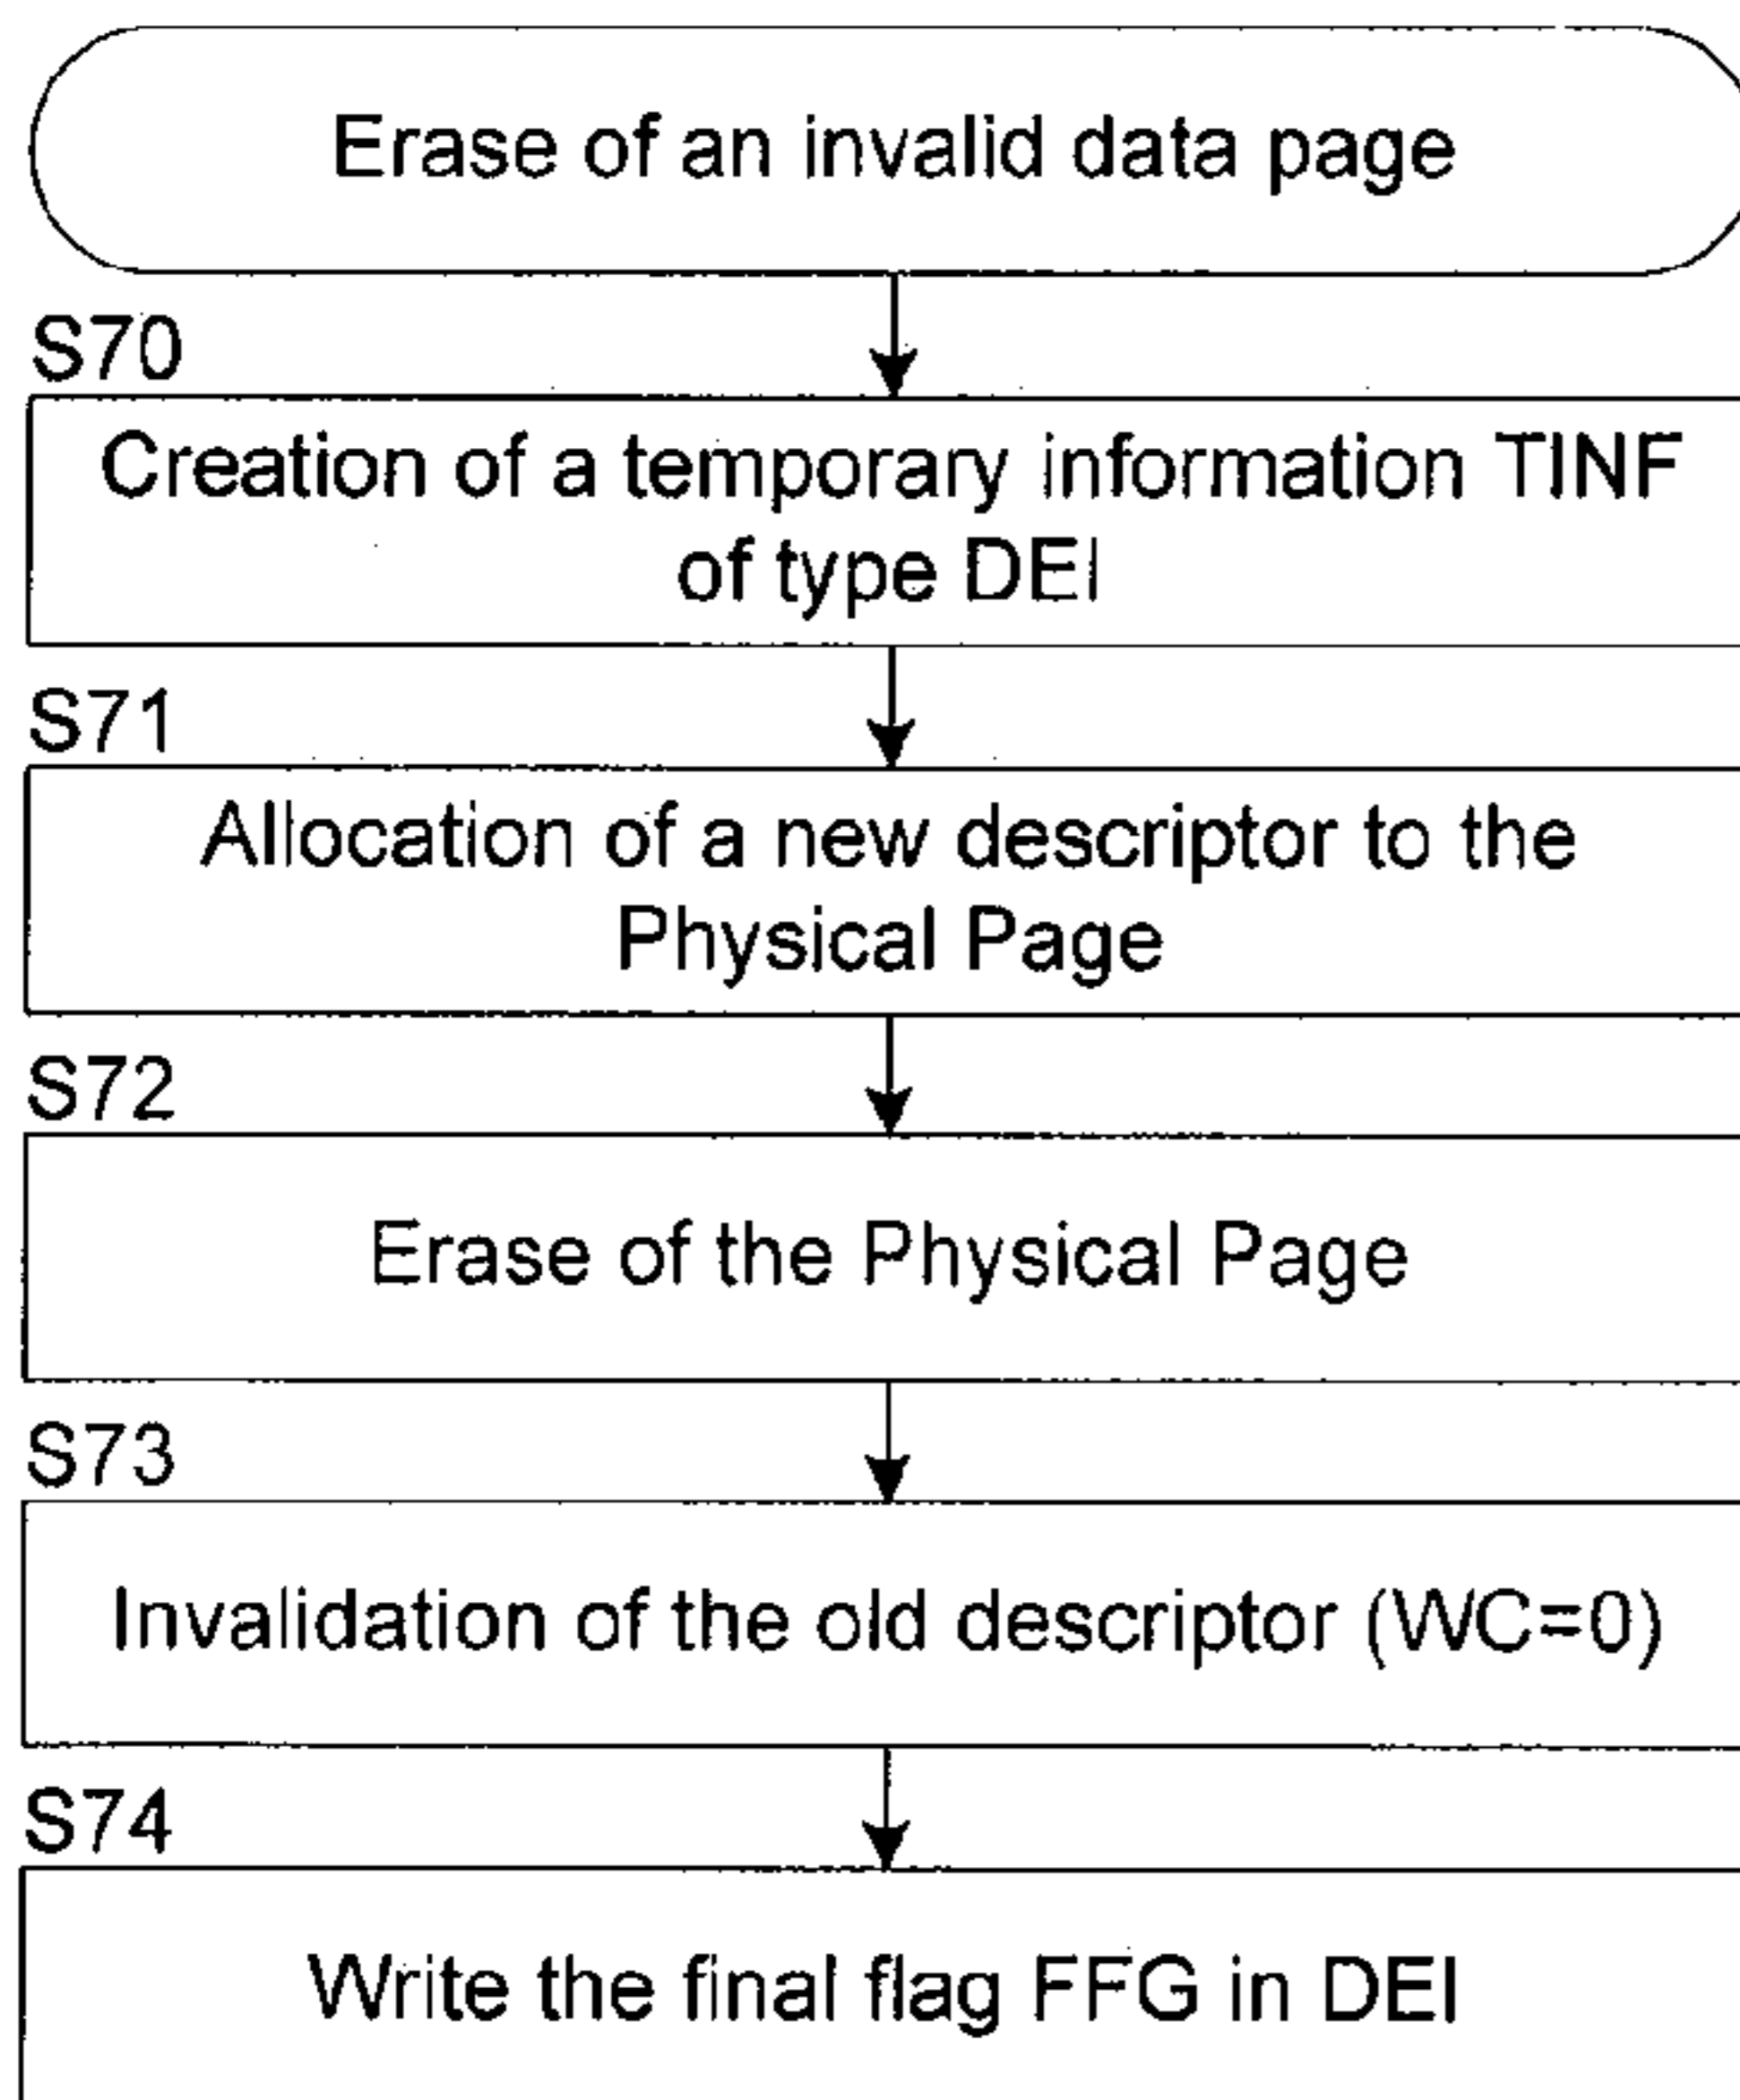 Erase of an invalid data page
S70
Creation of a temporary information TINF
of type DEI
S71
Allocation of a new descriptor to the
Physical Page
S72
Erase of the Physical Page
S73
Invalidation of the old descriptor (WC=0)
S74
Write the final flag FFG in DEI